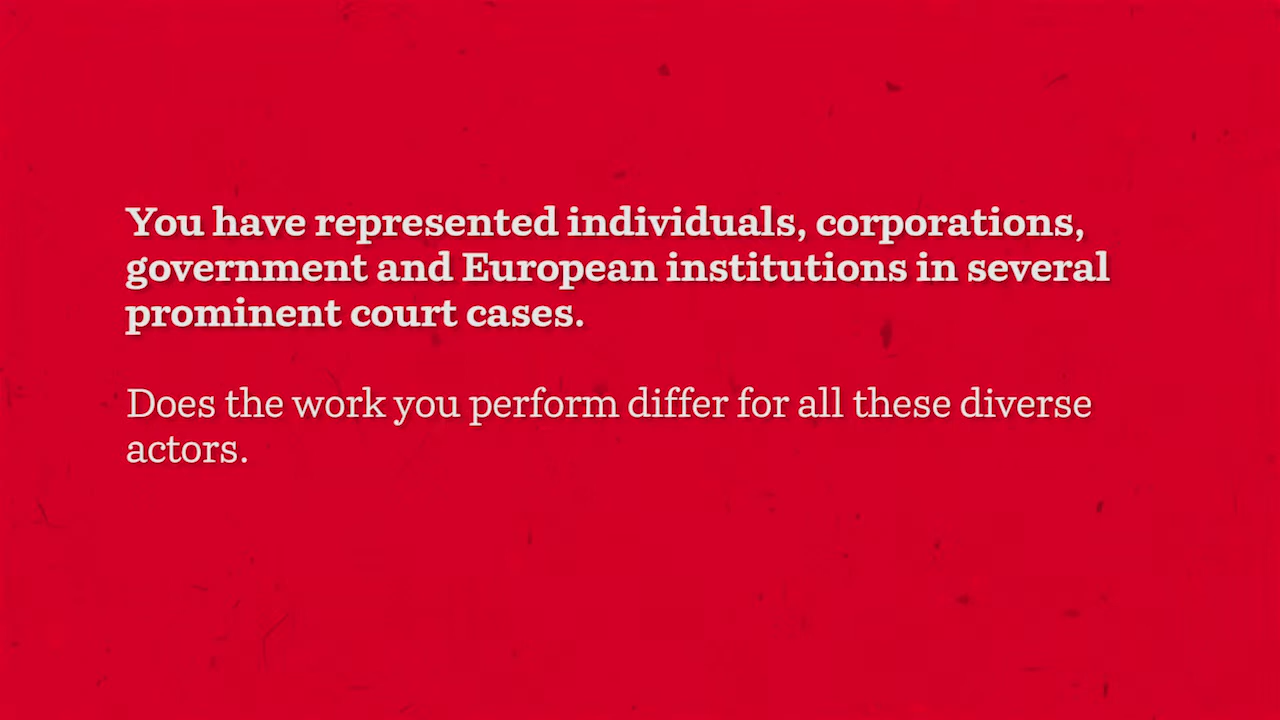 You have represented individuals, corporations,
government and European institutions in several
prominent court cases.
Does the work you perform differ for all these diverse
actors.